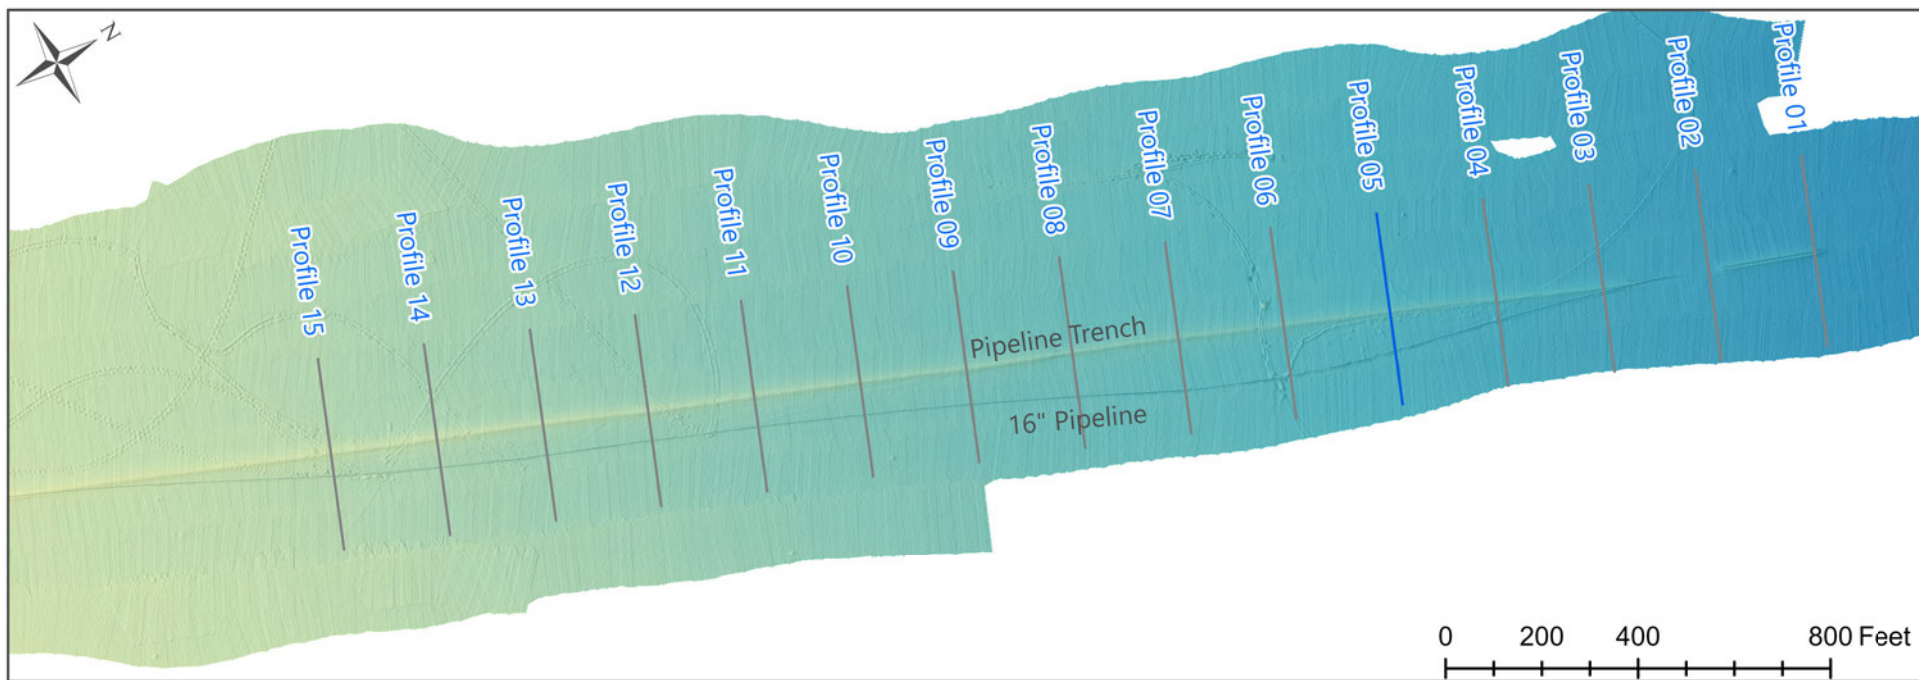 N
Profile 01
Profile 02
Profile 03
Profile 04
Profile 05
Profile 06
Profile 07
Profile 08
Profile 09
Profile 10
Profile 11
Profile 12
Profile 13
Profile 14
Profile 15
Pipeline Trench
16" Pipeline
0 200 400 800 Feet